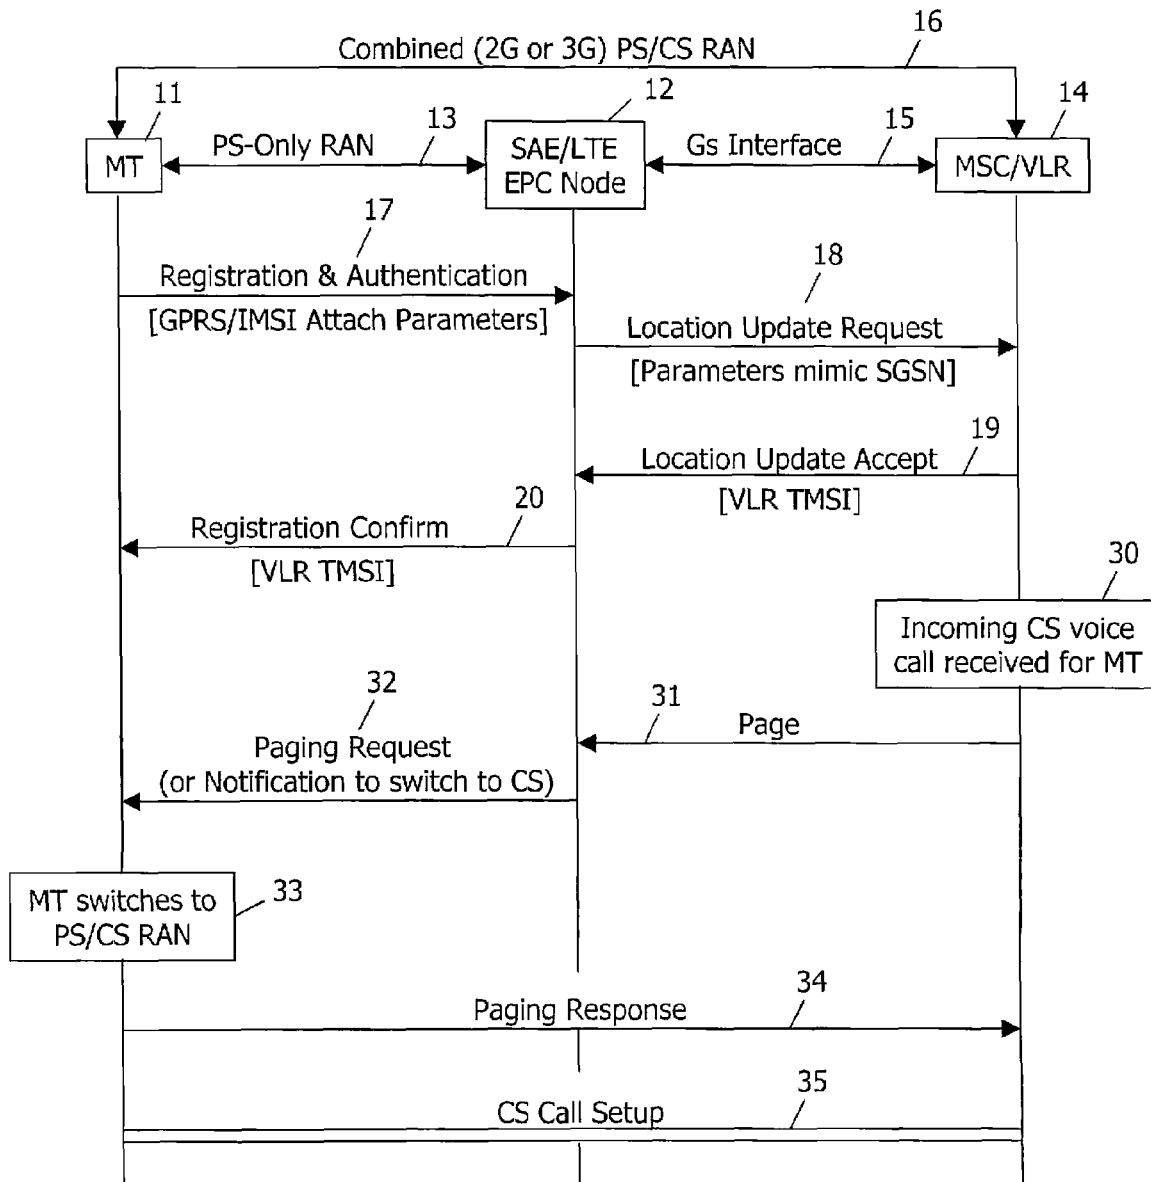 16
Combined (2G or 3G) PS/CS RAN
11
12
14
13
15
PS-Only RAN
Gs Interface
MT
SAE/LTE
EPC Node
MSC/VLR
17
18
Registration & Authentication
[GPRS/IMSI Attach Parameters]
Location Update Request
[Parameters mimic SGSN]
19
Location Update Accept
[VLR TMSI]
20
Registration Confirm
[VLR TMSI]
30
Incoming CS voice
call received for MT
32
31
Page
Paging Request
(or Notification to switch to CS)
MT switches to
PS/CS RAN
33
34
Paging Response
35
CS Call Setup